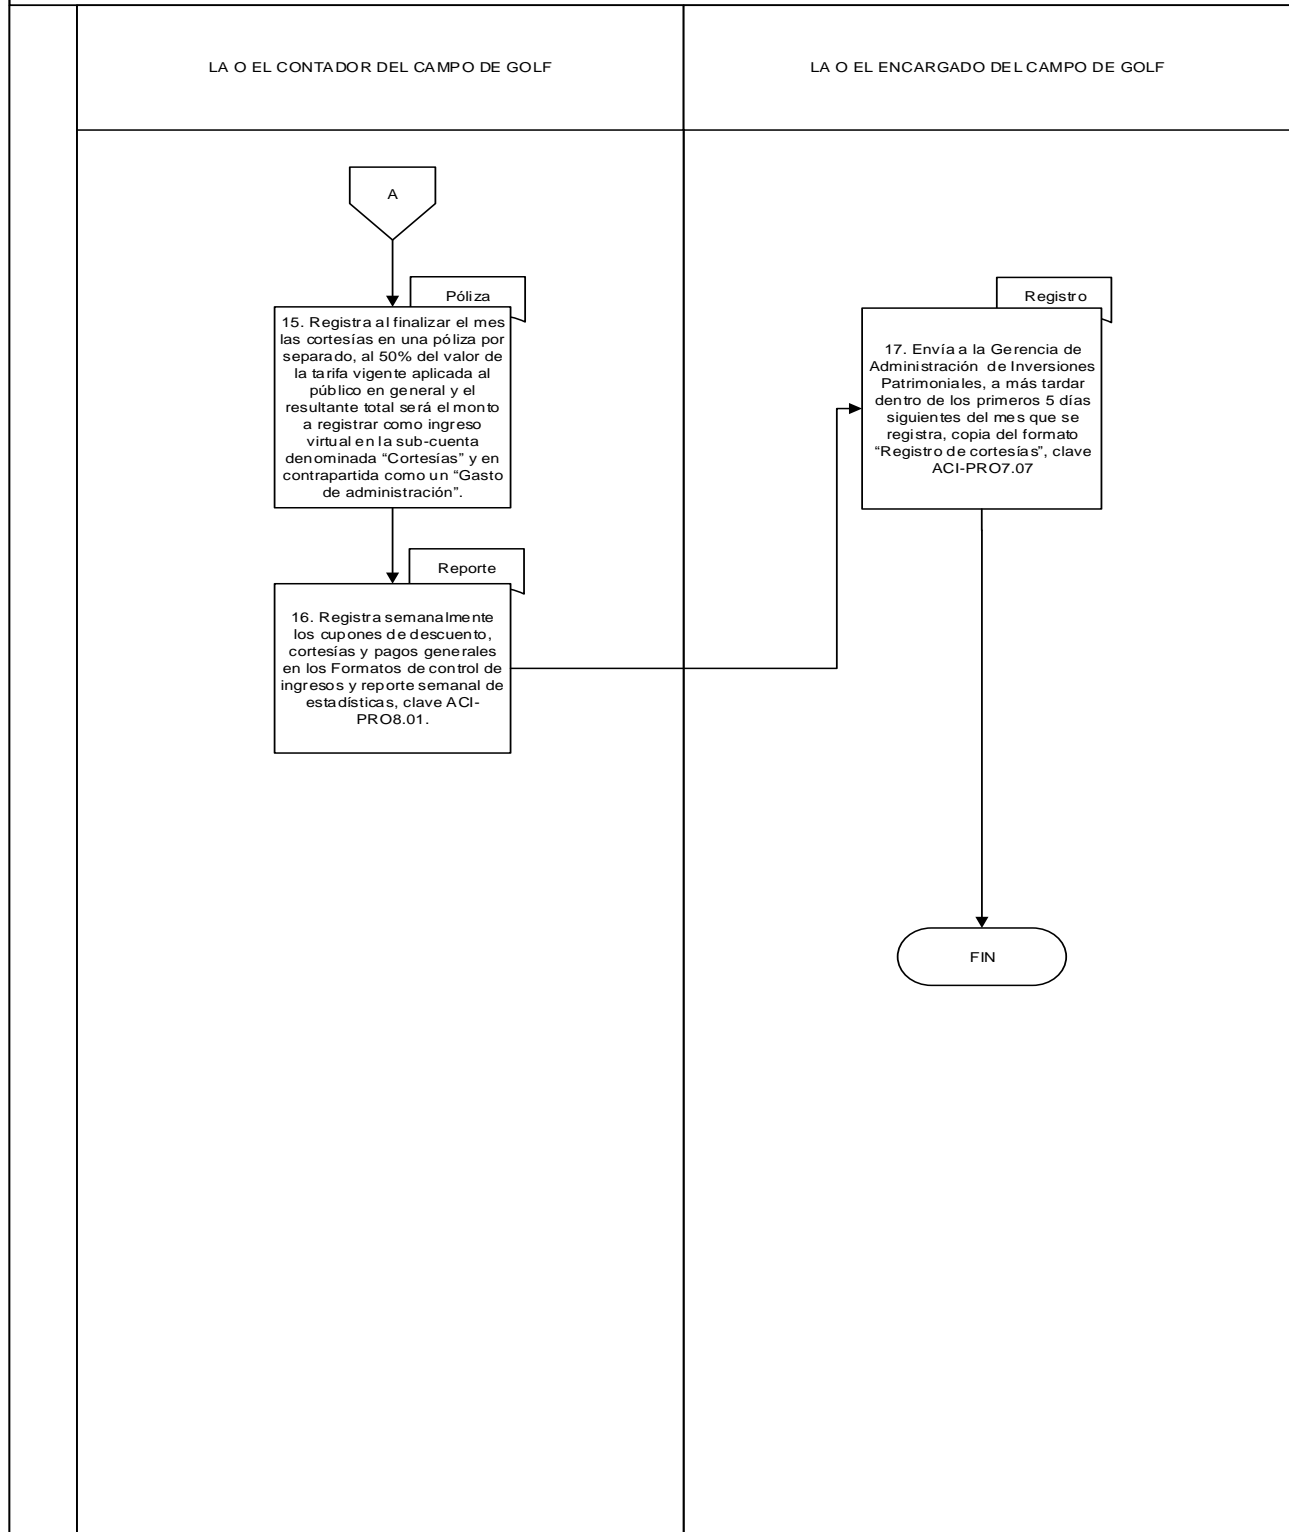 LA O EL CONTADOR DEL CAMPO DE GOLF
LA O EL ENCARGADO DEL CAMPO DE GOLF
A
Póliza
15. Registra al finalizar el mes
las cortesías en una póliza por
separado, al 50% del valor de
la tarifa vigente aplicada al
público en general y el
resultante total será el monto
a registrar como ingreso
virtual en la sub-cuenta
denominada “Cortesías” y en
contrapartida como un “Gasto
de administración”.
Reporte
16. Registra semanalmente
los cupones de descuento,
cortesías y pagos generales
en los Formatos de control de
ingresos y reporte semanal de
estadísticas, clave ACI-
PRO8.01.
Registro
17. Envía a la Gerencia de
Administración de Inversiones
Patrimoniales, a más tardar
dentro de los primeros 5 días
siguientes del mes que se
registra, copia del formato
“Registro de cortesías”, clave
ACI-PRO7.07
FIN